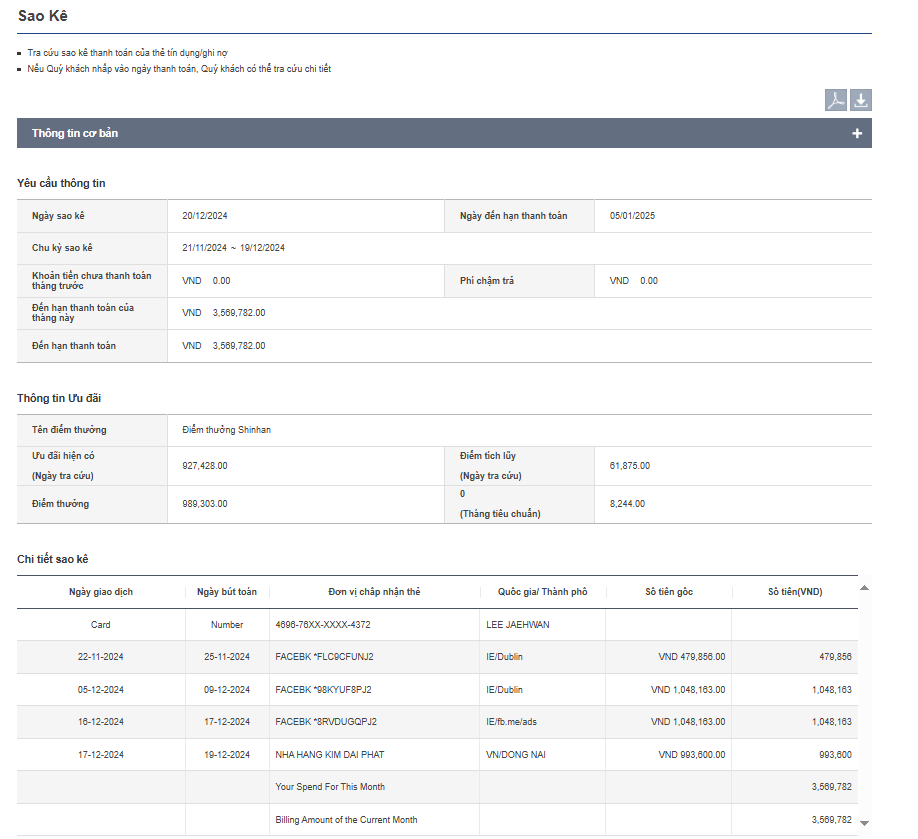 Sao Kê
Tra cứu sao kê thanh toán của thẻ tín dụng/ghi nợ
Nếu Quý khách nhấp vào ngày thanh toán, Quý khách có thể tra cứu chi tiết
Thông tin cơ bản +
Yêu cầu thông tin
Ngày sao kê 20/12/2024 Ngày đến hạn thanh toán 05/01/2025
Chu kỳ sao kê 21/11/2024 ~ 19/12/2024
Khoản tiền chưa thanh toán
tháng trước
VND 0.00 Phí chậm trả VND 0.00
Đến hạn thanh toán của
tháng này
VND 3,569,782.00
Đến hạn thanh toán VND 3,569,782.00
Thông tin Ưu đãi
Tên điểm thưởng Điểm thưởng Shinhan
Ưu đãi hiện có
(Ngày tra cứu)
927,428.00
Điểm tích lũy
(Ngày tra cứu)
61,875.00
Điểm thưởng 989,303.00
0
(Tháng tiêu chuẩn)
8,244.00
Chi tiết sao kê
Ngày giao dịch Ngày bút toán Đơn vị chấp nhận thẻ Quốc gia/ Thành phố Số tiền gốc Số tiền(VND)
Card Number 4696-76XX-XXXX-4372 LEE JAEHWAN
22-11-2024 25-11-2024 FACEBK *FLC9CFUNJ2 IE/Dublin VND 479,856.00 479,856
05-12-2024 09-12-2024 FACEBK *98KYUF8PJ2 IE/Dublin VND 1,048,163.00 1,048,163
16-12-2024 17-12-2024 FACEBK *8RVDUGQPJ2 IE/fb.me/ads VND 1,048,163.00 1,048,163
17-12-2024 19-12-2024 NHA HANG KIM DAI PHAT VN/DONG NAI VND 993,600.00 993,600
Your Spend For This Month 3,569,782
Billing Amount of the Current Month 3,569,782